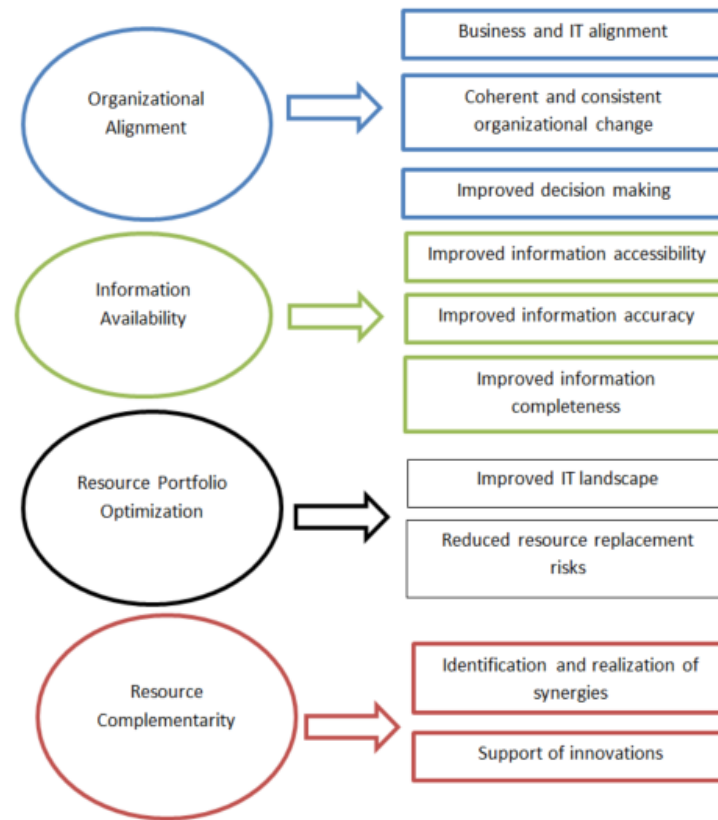 Organizational
Alignment
Business and IT alignment
Coherent and consistent
organizational change
Improved decision making
Information
Availability
Improved information accessibility
Improved information accuracy
Improved information
completeness
Resource Portfolio
Optimization
Improved IT landscape
Reduced resource replacement
risks
Resource
Complementarity
Identification and realization of
synergies
Support of innovations